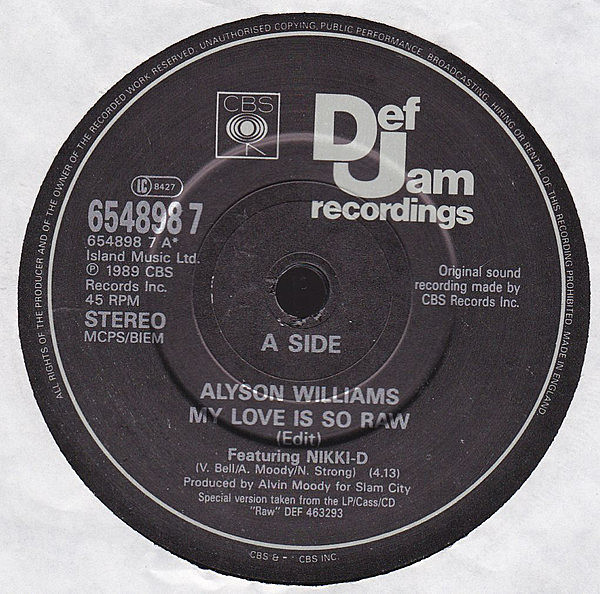 ALL RIGHTS OF THE PRODUCER AND OF THE OWNER OF THE RECORDED WORK RESERVED. UNAUTHORISED COPYING, PUBLIC PERFORMANCE, BROADCASTING, HIRING OR RENTAL OF THIS RECORDING PROHIBITED. MADE IN ENGLAND.
CBS
Def
Jam
recordings
LC 8427
654898 7
654898 7 A*
Island Music Ltd.
℗ 1989 CBS
Records Inc.
45 RPM
STEREO
MCPS/BIEM
Original sound
recording made by
CBS Records Inc.
A SIDE
ALYSON WILLIAMS
MY LOVE IS SO RAW
(Edit)
Featuring NIKKI-D
(V. Bell/A. Moody/N. Strong) (4.13)
Produced by Alvin Moody for Slam City
Special version taken from the LP/Cass/CD
"Raw" DEF 463293
CBS & - CBS INC.